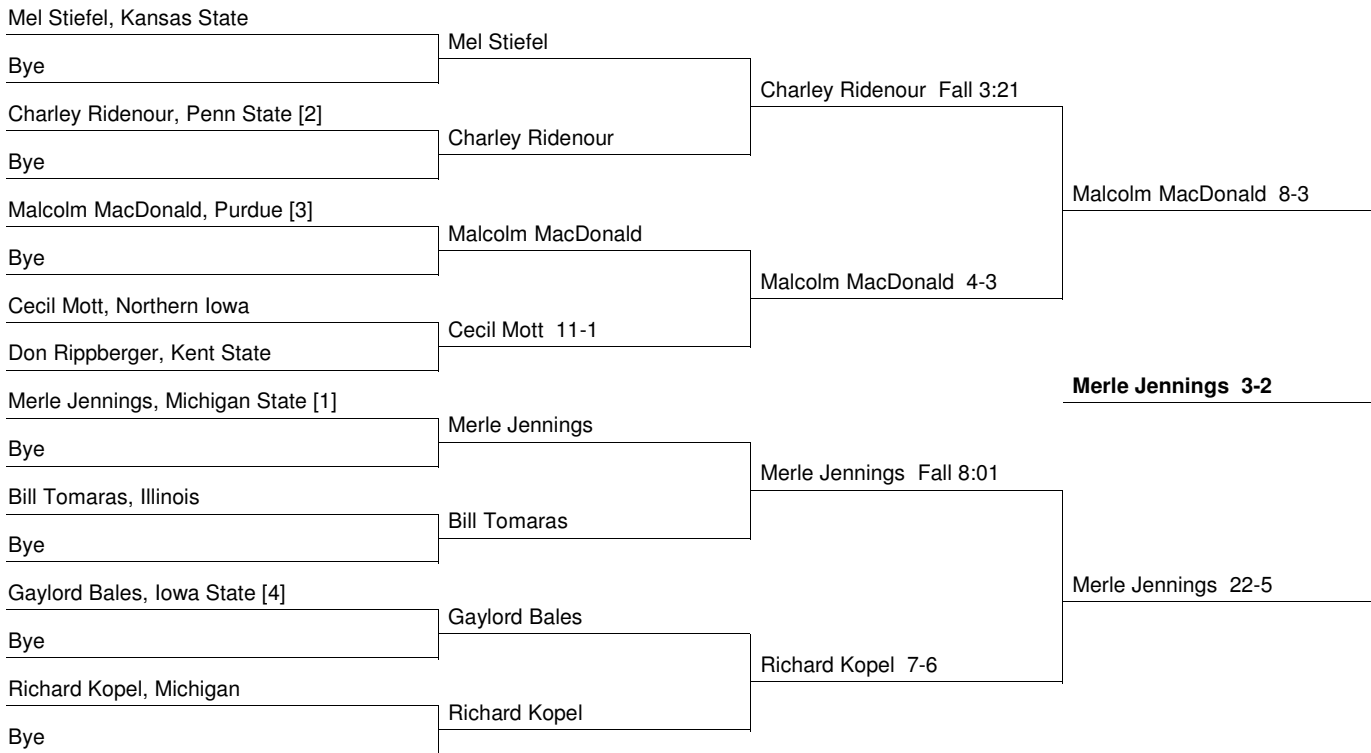 Mel Stiefel, Kansas State
Bye
Charley Ridenour, Penn State [2]
Bye
Malcolm MacDonald, Purdue [3]
Bye
Cecil Mott, Northern Iowa
Don Rippberger, Kent State
Merle Jennings, Michigan State [1]
Bye
Bill Tomaras, Illinois
Bye
Gaylord Bales, Iowa State [4]
Bye
Richard Kopel, Michigan
Bye
Mel Stiefel
Charley Ridenour
Malcolm MacDonald
Cecil Mott 11-1
Merle Jennings
Bill Tomaras
Gaylord Bales
Richard Kopel
Charley Ridenour Fall 3:21
Malcolm MacDonald 4-3
Merle Jennings Fall 8:01
Richard Kopel 7-6
Malcolm MacDonald 8-3
Merle Jennings 3-2
Merle Jennings 22-5